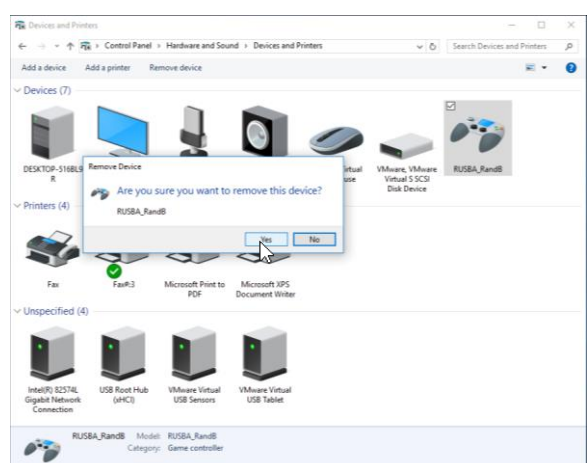 Devices and Printers
Control Panel > Hardware and Sound > Devices and Printers
Search Devices and Printers
Add a device Add a printer Remove device
Devices (7)
DESKTOP-516BL9
R
Virtual
use
VMware, VMware
Virtual S SCSI
Disk Device
RUSBA_RandB
Remove Device
Are you sure you want to remove this device?
RUSBA_RandB
Yes No
Printers (4)
Fax
Fax#:3
Microsoft Print to
PDF
Microsoft XPS
Document Writer
Unspecified (4)
Intel(R) 82574L
Gigabit Network
Connection
USB Root Hub
(xHCI)
VMware Virtual
USB Sensors
VMware Virtual
USB Tablet
RUSBA_RandB Model: RUSBA_RandB
Category: Game controller